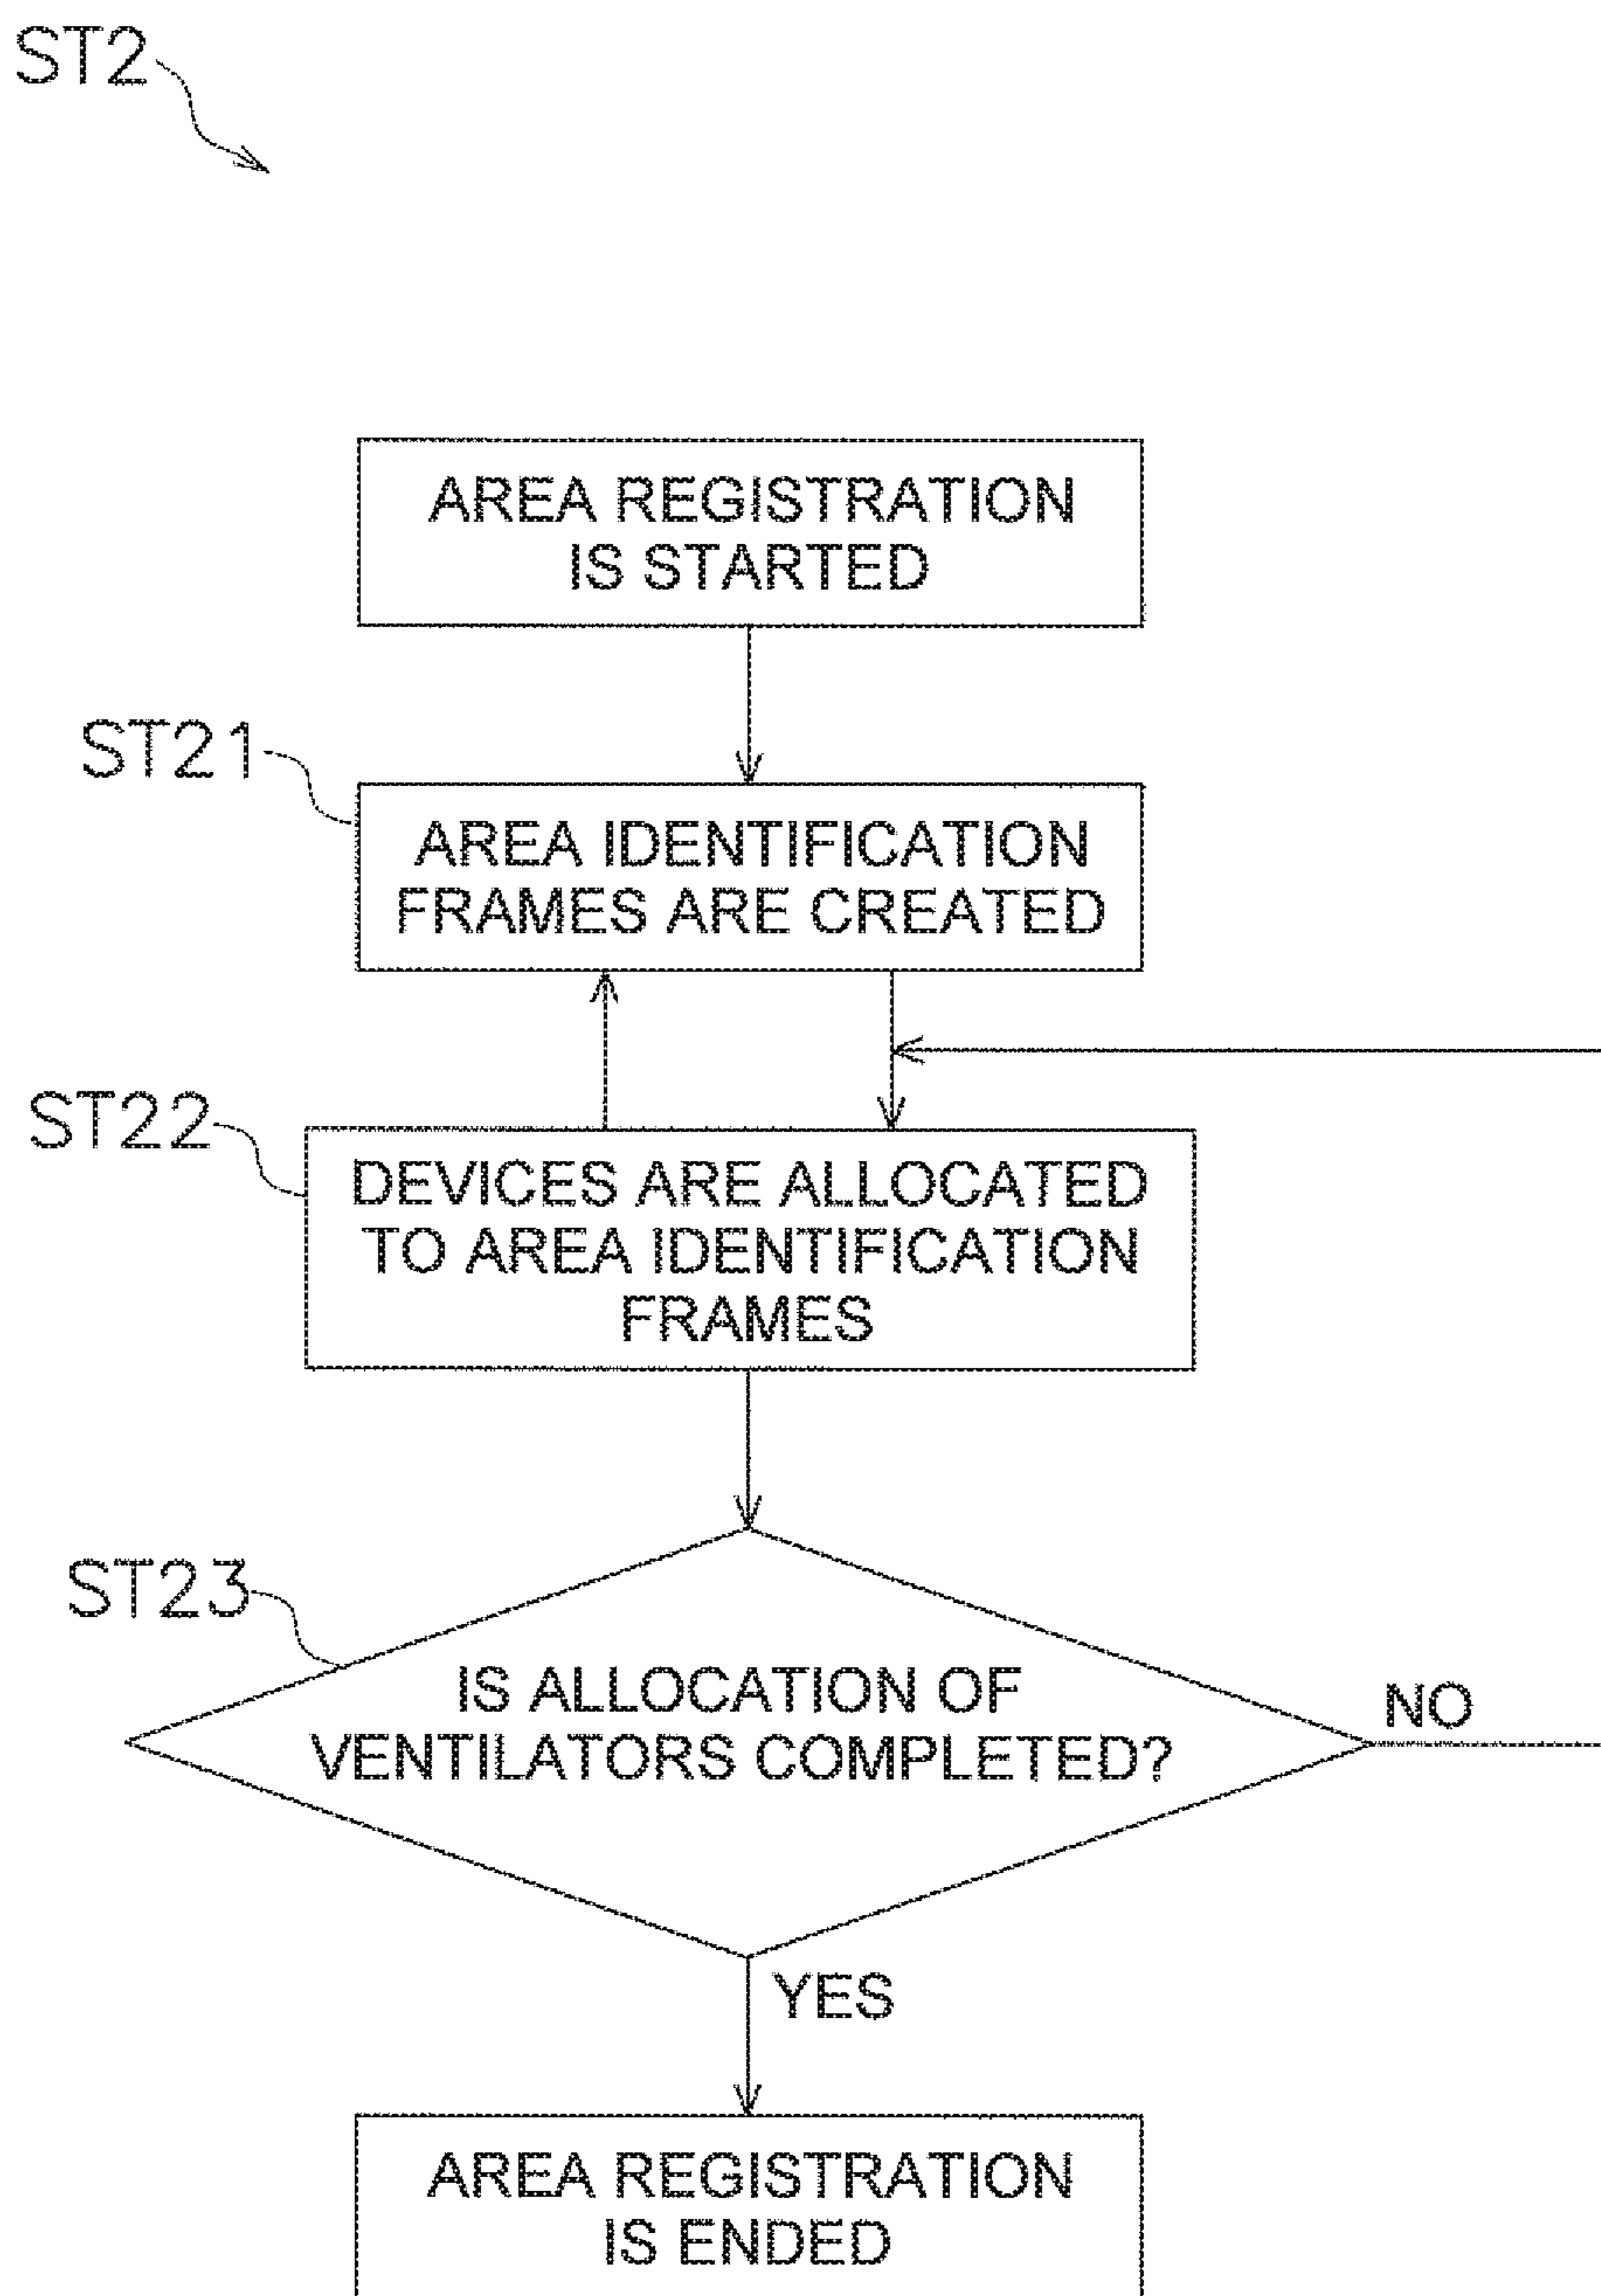 ST2
AREA REGISTRATION
IS STARTED
ST21
AREA IDENTIFICATION
FRAMES ARE CREATED
ST22
DEVICES ARE ALLOCATED
TO AREA IDENTIFICATION
FRAMES
ST23
IS ALLOCATION OF
VENTILATORS COMPLETED?
NO
YES
AREA REGISTRATION
IS ENDED